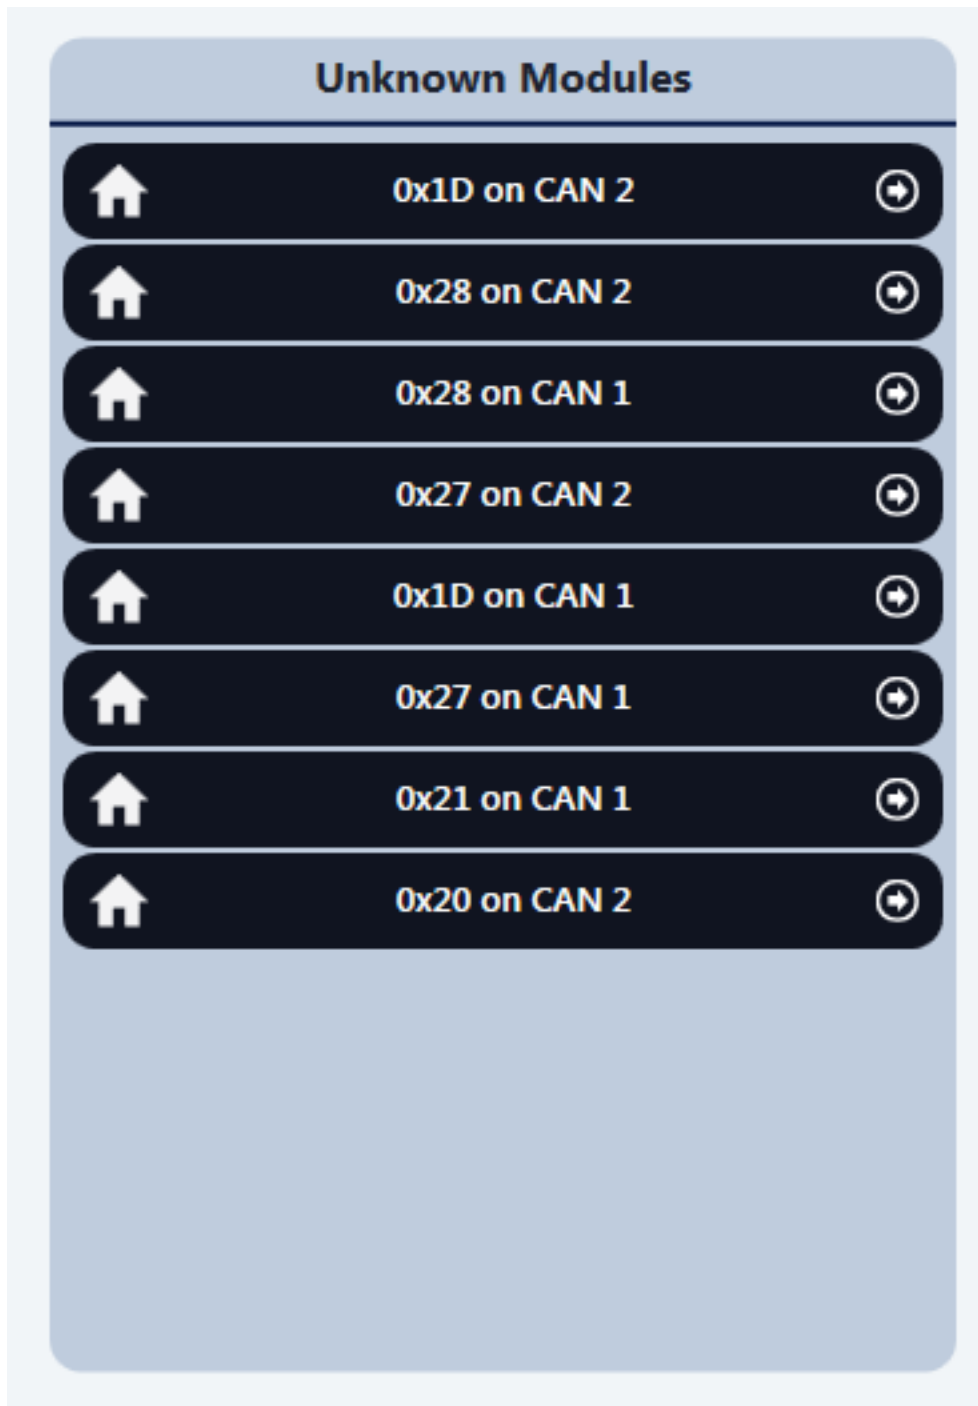 Unknown Modules
0x1D on CAN 2
0x28 on CAN 2
0x28 on CAN 1
0x27 on CAN 2
0x1D on CAN 1
0x27 on CAN 1
0x21 on CAN 1
0x20 on CAN 2